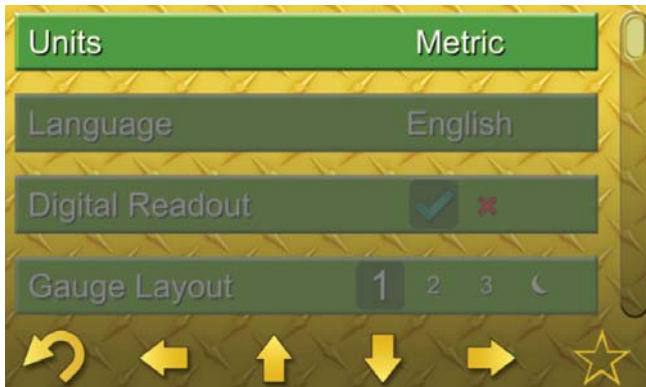 Units Metric
Language English
Digital Readout
Gauge Layout 1 2 3